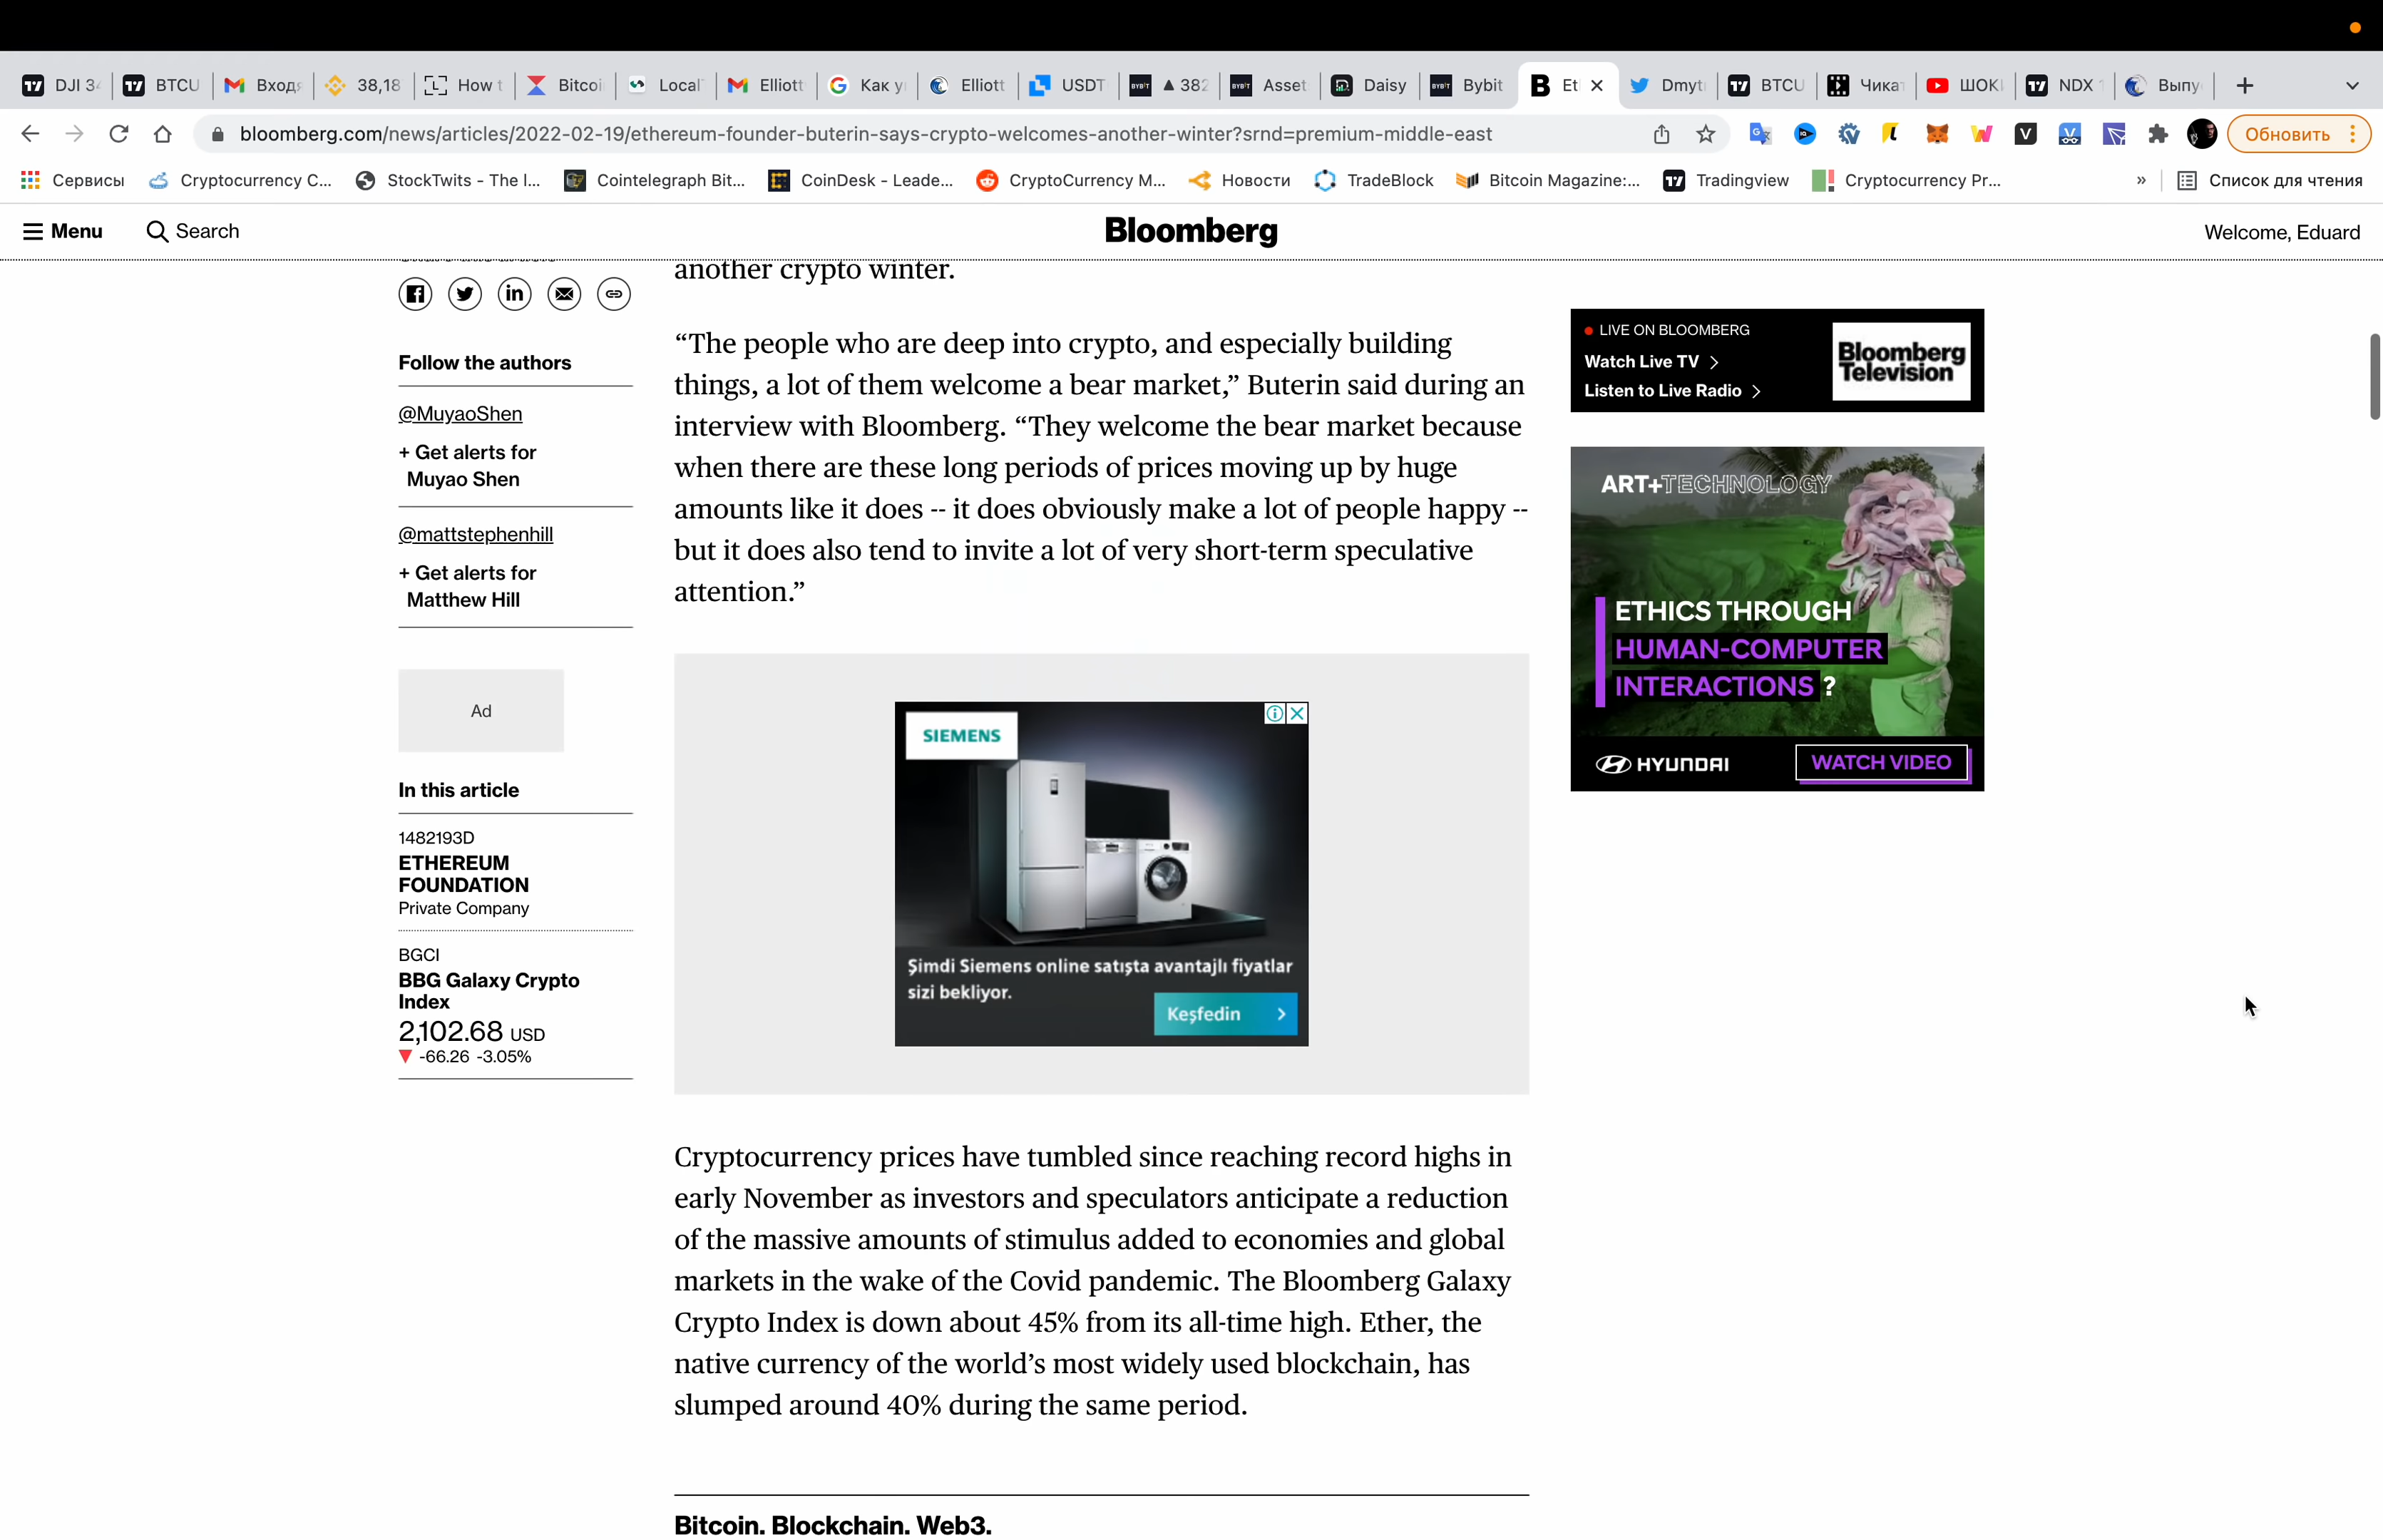 DJI 34
BTCU
Входя
38,18
How t
Bitcoi
Local
Elliott
Как у
Elliott
USDT
▲ 382
Asset
Daisy
Bybit
Et
Dmyt
BTCU
Чика
ШОК
NDX
Выпу
bloomberg.com/news/articles/2022-02-19/ethereum-founder-buterin-says-crypto-welcomes-another-winter?srnd=premium-middle-east
Обновить
Сервисы
Cryptocurrency C...
StockTwits - The l...
Cointelegraph Bit...
CoinDesk - Leade...
CryptoCurrency M...
Новости
TradeBlock
Bitcoin Magazine:...
Tradingview
Cryptocurrency Pr...
»
Список для чтения
Menu
Search
Bloomberg
Welcome, Eduard
Follow the authors
@MuyaoShen
+ Get alerts for
Muyao Shen
@mattstephenhill
+ Get alerts for
Matthew Hill
Ad
In this article
1482193D
ETHEREUM
FOUNDATION
Private Company
BGCI
BBG Galaxy Crypto
Index
2,102.68 USD
▼ -66.26 -3.05%
another crypto winter.
“The people who are deep into crypto, and especially building
things, a lot of them welcome a bear market,” Buterin said during an
interview with Bloomberg. “They welcome the bear market because
when there are these long periods of prices moving up by huge
amounts like it does -- it does obviously make a lot of people happy --
but it does also tend to invite a lot of very short-term speculative
attention.”
SIEMENS
Şimdi Siemens online satışta avantajlı fiyatlar
sizi bekliyor.
Keşfedin
Cryptocurrency prices have tumbled since reaching record highs in
early November as investors and speculators anticipate a reduction
of the massive amounts of stimulus added to economies and global
markets in the wake of the Covid pandemic. The Bloomberg Galaxy
Crypto Index is down about 45% from its all-time high. Ether, the
native currency of the world’s most widely used blockchain, has
slumped around 40% during the same period.
Bitcoin. Blockchain. Web3.
LIVE ON BLOOMBERG
Watch Live TV
Listen to Live Radio
Bloomberg
Television
ART+TECHNOLOGY
ETHICS THROUGH
HUMAN-COMPUTER
INTERACTIONS ?
HYUNDAI
WATCH VIDEO